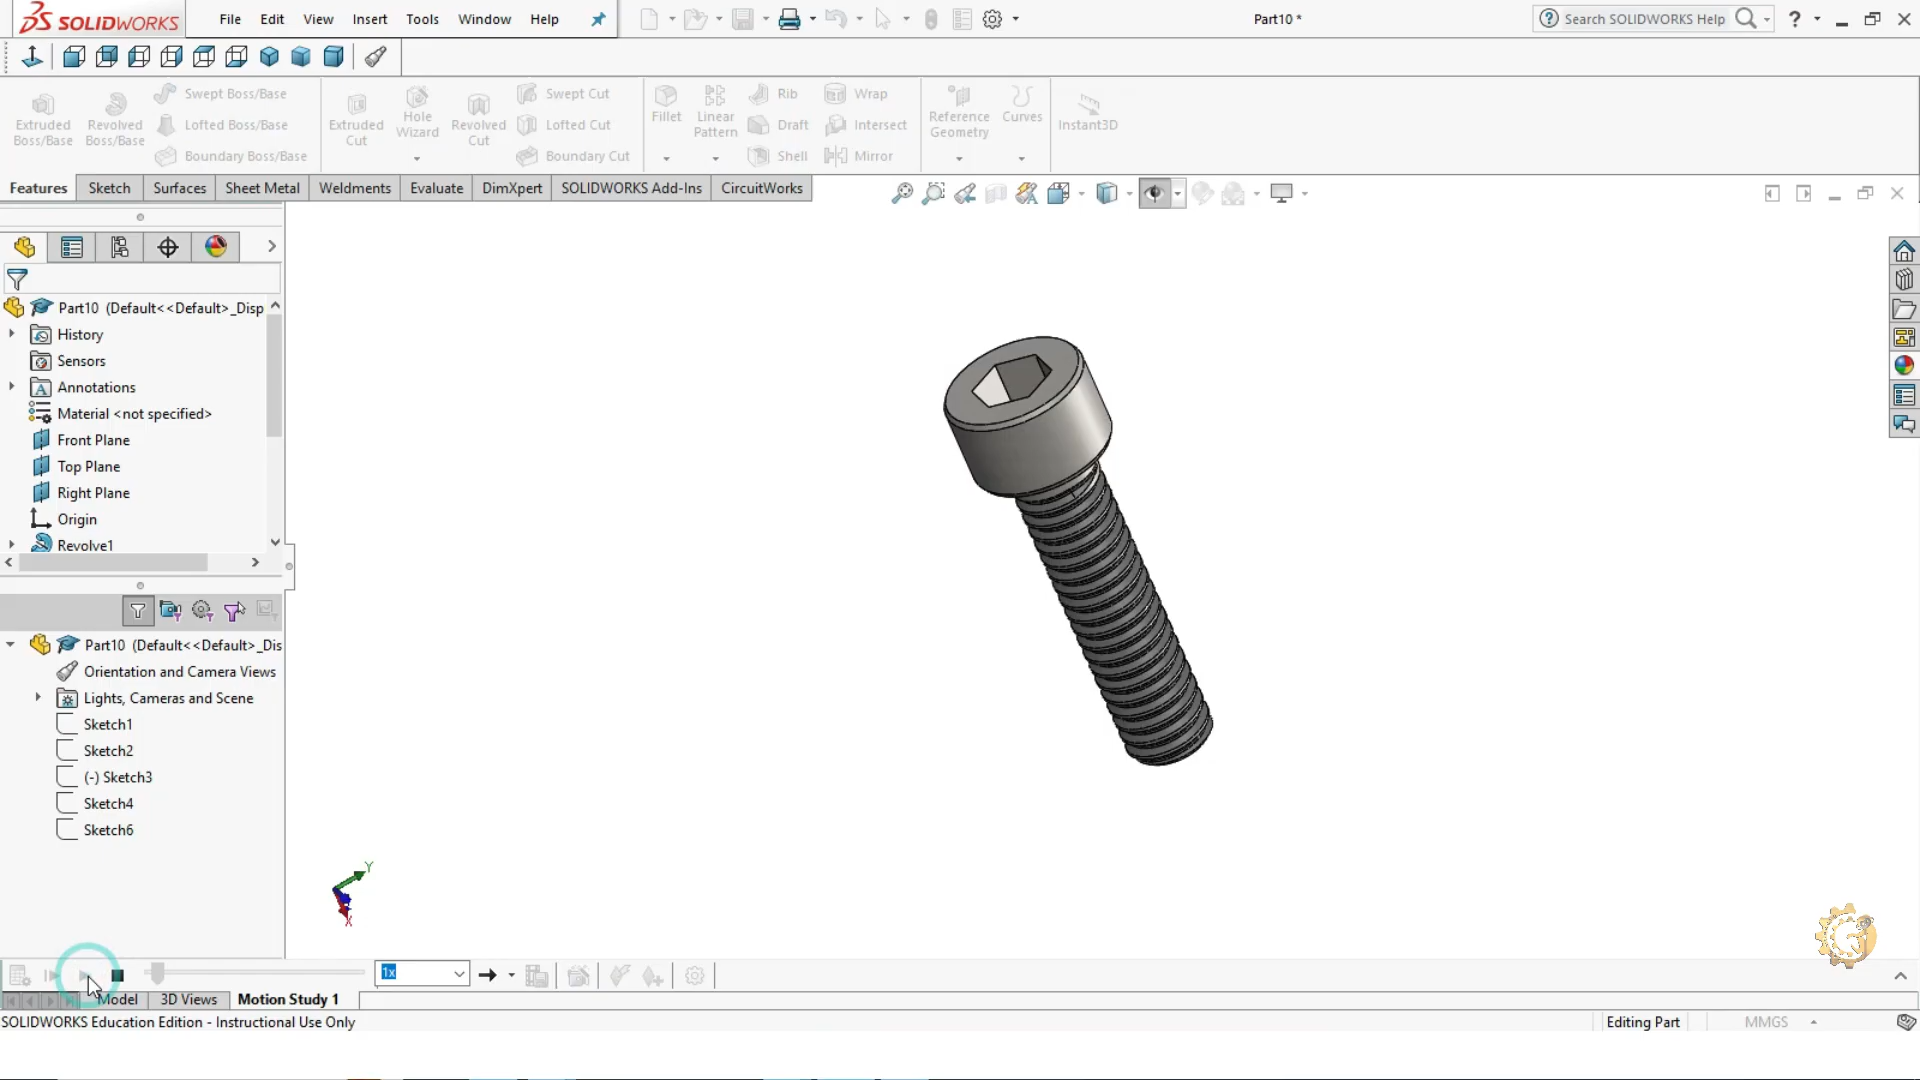 SOLIDWORKS File Edit View Insert Tools Window Help Part10 * Search SOLIDWORKS Help
Extruded Boss/Base
Revolved Boss/Base
Swept Boss/Base
Lofted Boss/Base
Boundary Boss/Base
Extruded Cut
Hole Wizard
Revolved Cut
Swept Cut
Lofted Cut
Boundary Cut
Fillet
Linear Pattern
Rib
Draft
Shell
Wrap
Intersect
Mirror
Reference Geometry
Curves
Instant3D
Features Sketch Surfaces Sheet Metal Weldments Evaluate DimXpert SOLIDWORKS Add-Ins CircuitWorks
Part10 (Default<<Default>_Disp
History
Sensors
Annotations
Material <not specified>
Front Plane
Top Plane
Right Plane
Origin
Revolve1
Part10 (Default<<Default>_Dis
Orientation and Camera Views
Lights, Cameras and Scene
Sketch1
Sketch2
(-) Sketch3
Sketch4
Sketch6
Y
X
1x
Model 3D Views Motion Study 1
SOLIDWORKS Education Edition - Instructional Use Only Editing Part MMGS